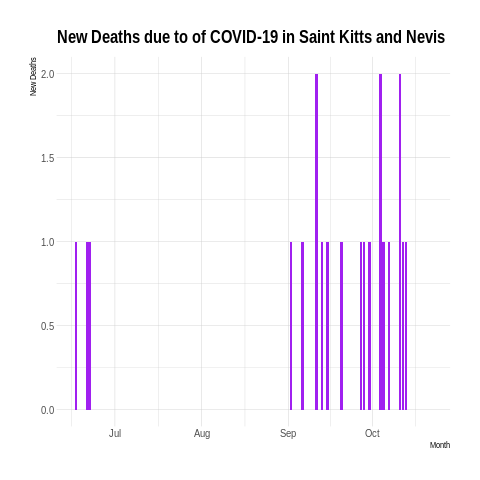 New Deaths due to of COVID-19 in Saint Kitts and Nevis
New Deaths
2.0
1.5
1.0
0.5
0.0
Jul Aug Sep Oct
Month